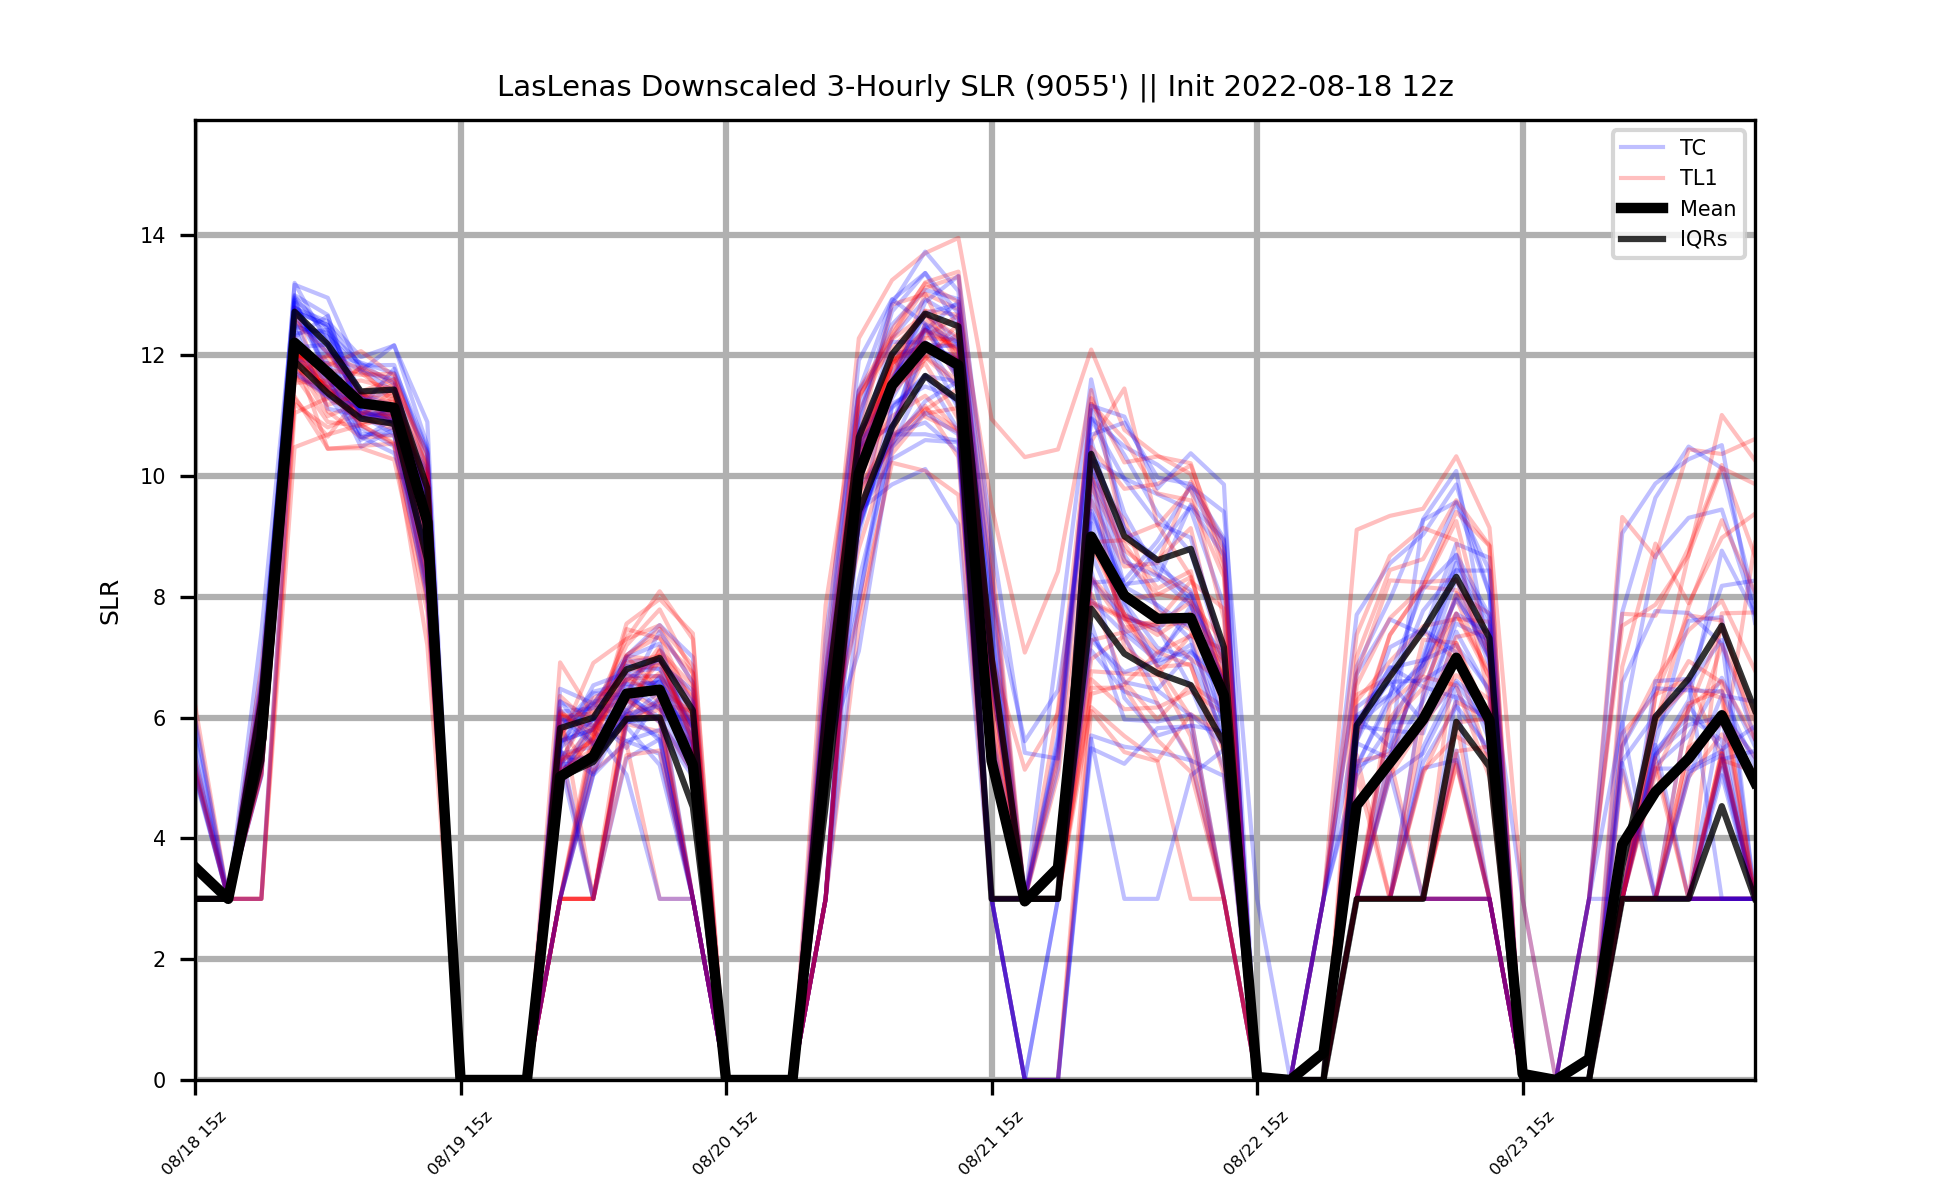 LasLenas Downscaled 3-Hourly SLR (9055') || Init 2022-08-18 12z
TC
TL1
Mean
IQRs
SLR
14
12
10
8
6
4
2
0
08/18 15z
08/19 15z
08/20 15z
08/21 15z
08/22 15z
08/23 15z